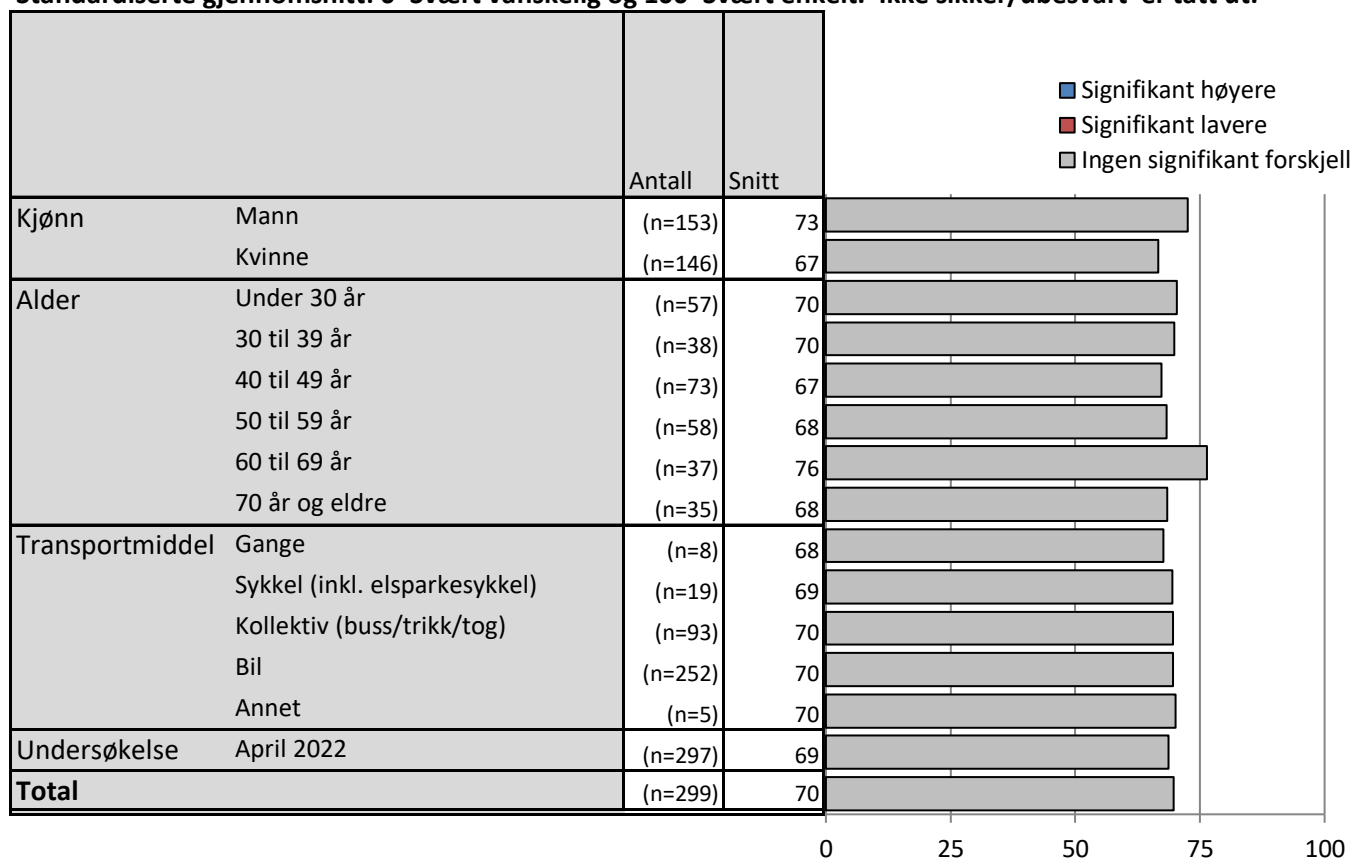 Signifikant høyere
Signifikant lavere
Ingen signifikant forskjell
Antall Snitt
Kjønn Mann (n=153) 73
Kvinne (n=146) 67
Alder Under 30 år (n=57) 70
30 til 39 år (n=38) 70
40 til 49 år (n=73) 67
50 til 59 år (n=58) 68
60 til 69 år (n=37) 76
70 år og eldre (n=35) 68
Transportmiddel Gange (n=8) 68
Sykkel (inkl. elsparkesykkel) (n=19) 69
Kollektiv (buss/trikk/tog) (n=93) 70
Bil (n=252) 70
Annet (n=5) 70
Undersøkelse April 2022 (n=297) 69
Total (n=299) 70
0 25 50 75 100